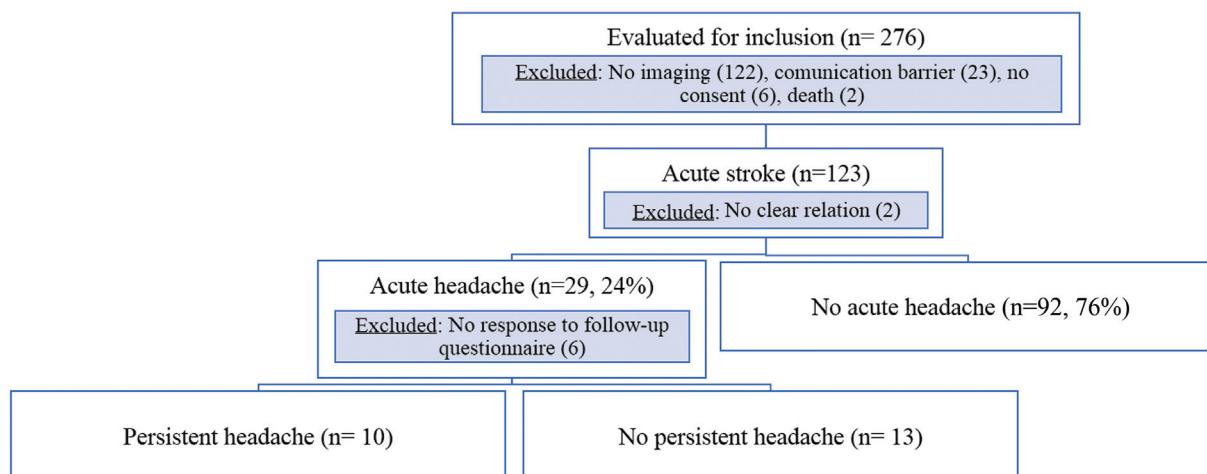 Evaluated for inclusion (n= 276)
Excluded: No imaging (122), comunication barrier (23), no
consent (6), death (2)
Acute stroke (n=123)
Excluded: No clear relation (2)
Acute headache (n=29, 24%)
Excluded: No response to follow-up
questionnaire (6)
No acute headache (n=92, 76%)
Persistent headache (n= 10)
No persistent headache (n= 13)